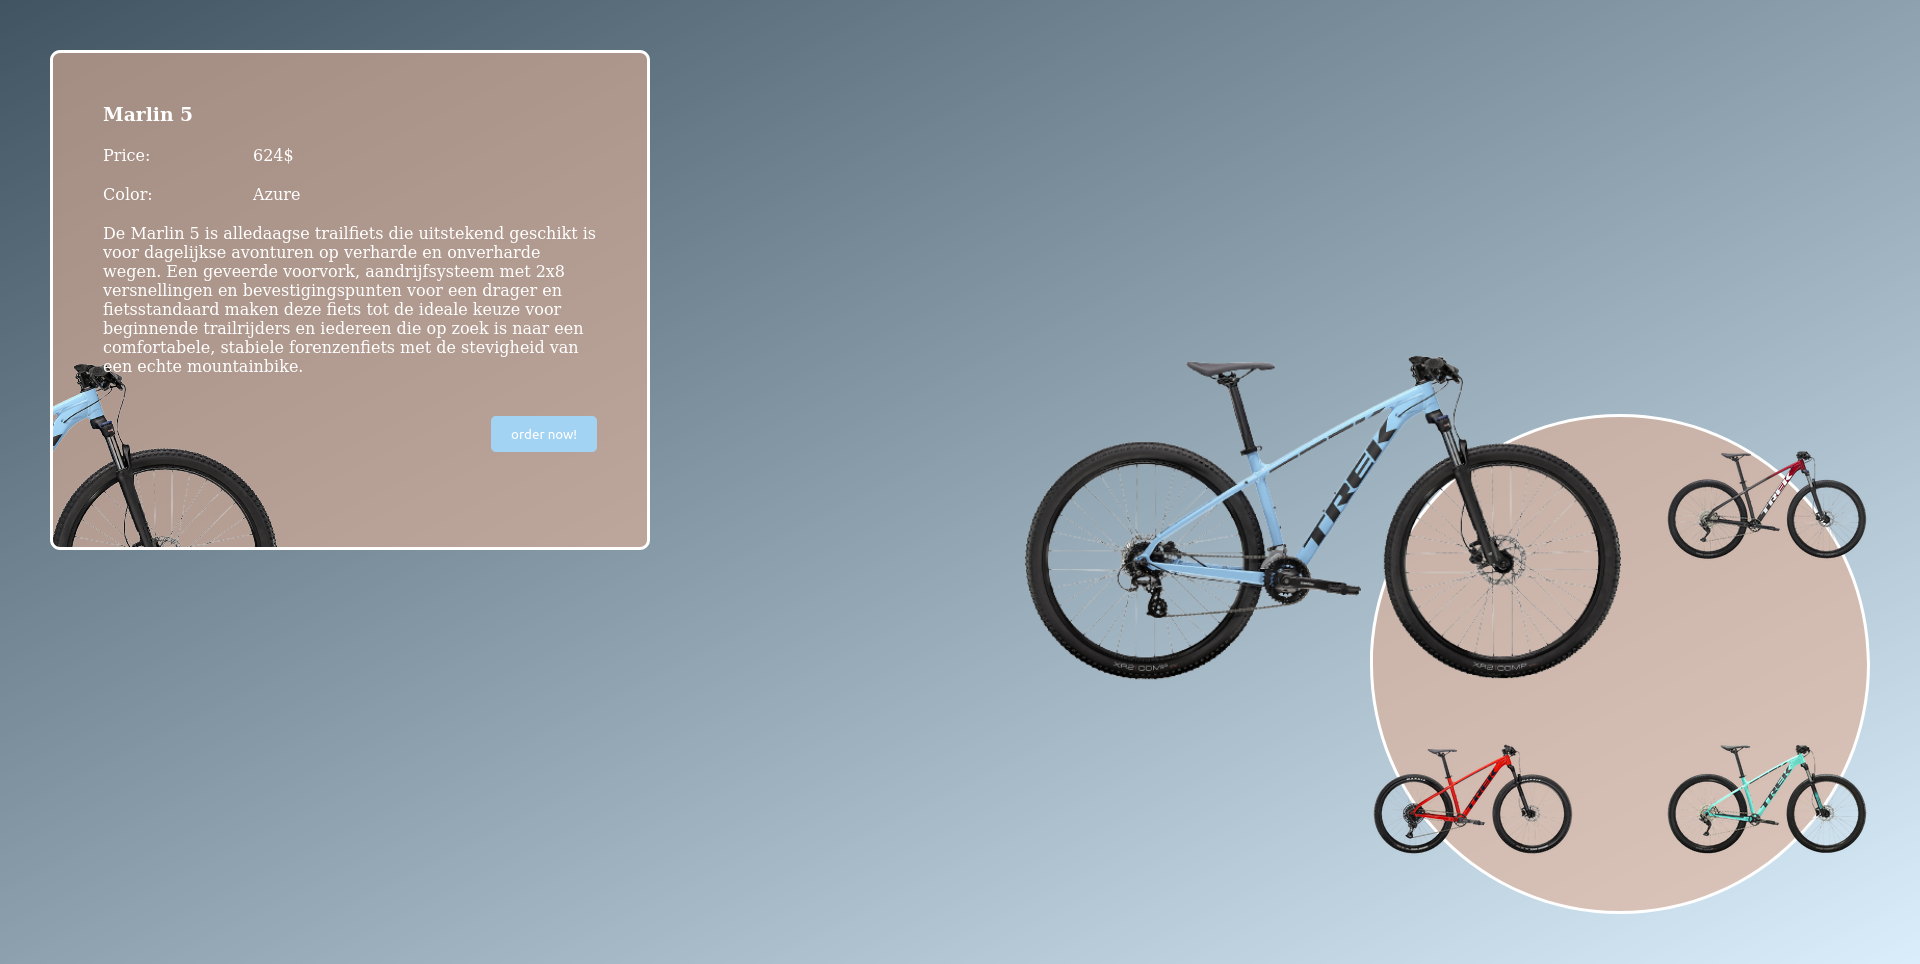 Marlin 5
Price: 624$
Color: Azure
De Marlin 5 is alledaagse trailfiets die uitstekend geschikt is
voor dagelijkse avonturen op verharde en onverharde
wegen. Een geveerde voorvork, aandrijfsysteem met 2x8
versnellingen en bevestigingspunten voor een drager en
fietsstandaard maken deze fiets tot de ideale keuze voor
beginnende trailrijders en iedereen die op zoek is naar een
comfortabele, stabiele forenzenfiets met de stevigheid van
een echte mountainbike.
order now!
TREK
XR2 COMP
XR2 COMP
TREK
TREK
TREK